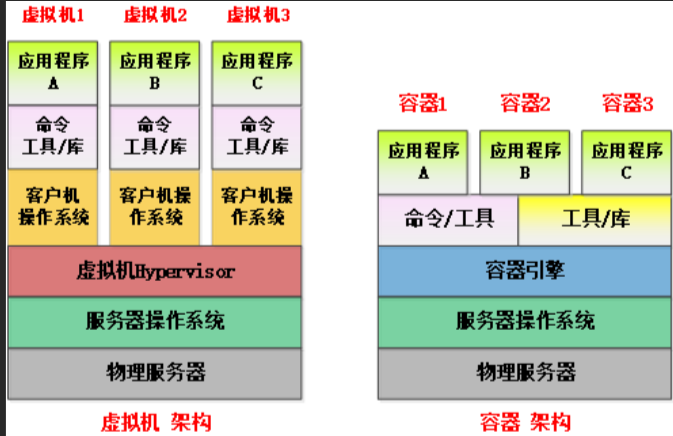 虚拟机1
虚拟机2
虚拟机3
应用程序
A
应用程序
B
应用程序
C
命令
工具/库
命令
工具/库
命令
工具/库
客户机
操作系统
客户机操
作系统
客户机操
作系统
虚拟机Hypervisor
服务器操作系统
物理服务器
虚拟机 架构
容器1
容器2
容器3
应用程序
A
应用程序
B
应用程序
C
命令/工具
工具/库
容器引擎
服务器操作系统
物理服务器
容器 架构